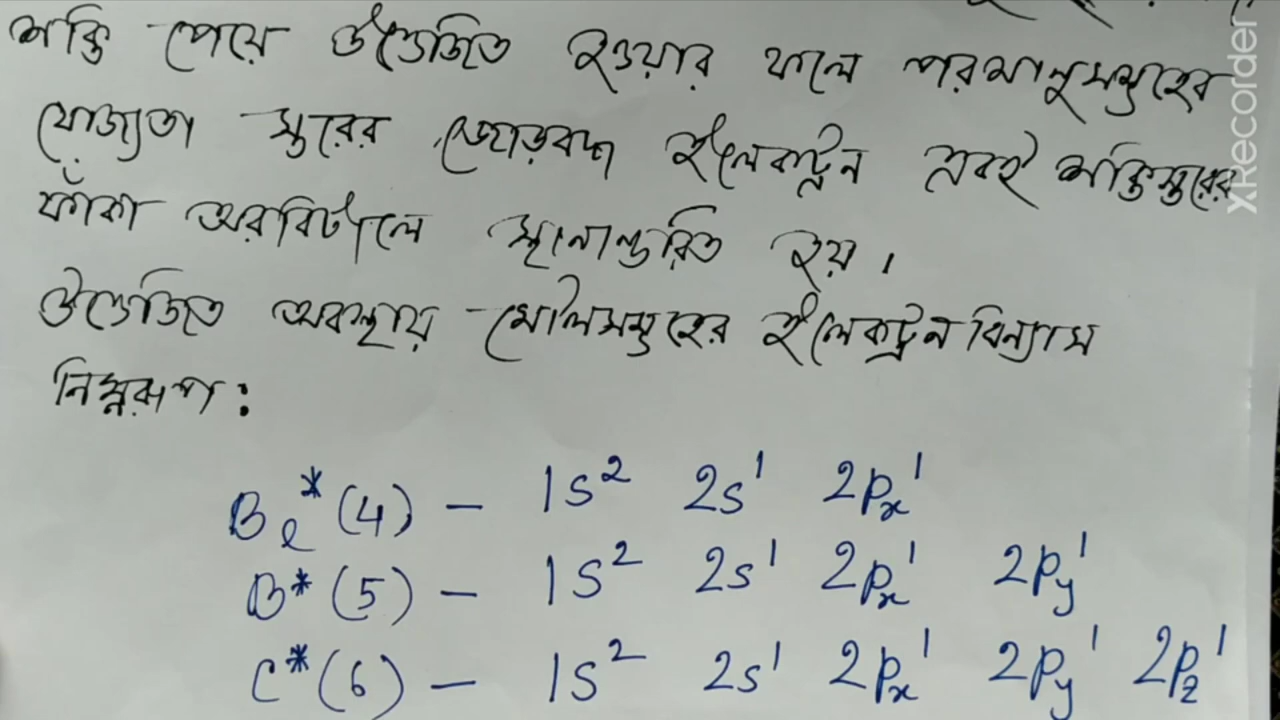 শক্তি পেয়ে উত্তেজিত হওয়ার ফলে পরমানুসমুহের
যোজ্যতা স্তরের জোড়বদ্ধ ইলেকট্রন একই শক্তিস্তরের
ফাঁকা অরবিটালে স্থানান্তরিত হয়।
উত্তেজিত অবস্থায় মৌলসমুহের ইলেকট্রন বিন্যাস
নিম্নরূপ:
Be*(4) - 1s² 2s¹ 2pₓ¹
B*(5) - 1s² 2s¹ 2pₓ¹ 2py¹
C*(6) - 1s² 2s¹ 2pₓ¹ 2py¹ 2pz¹
XRecorder